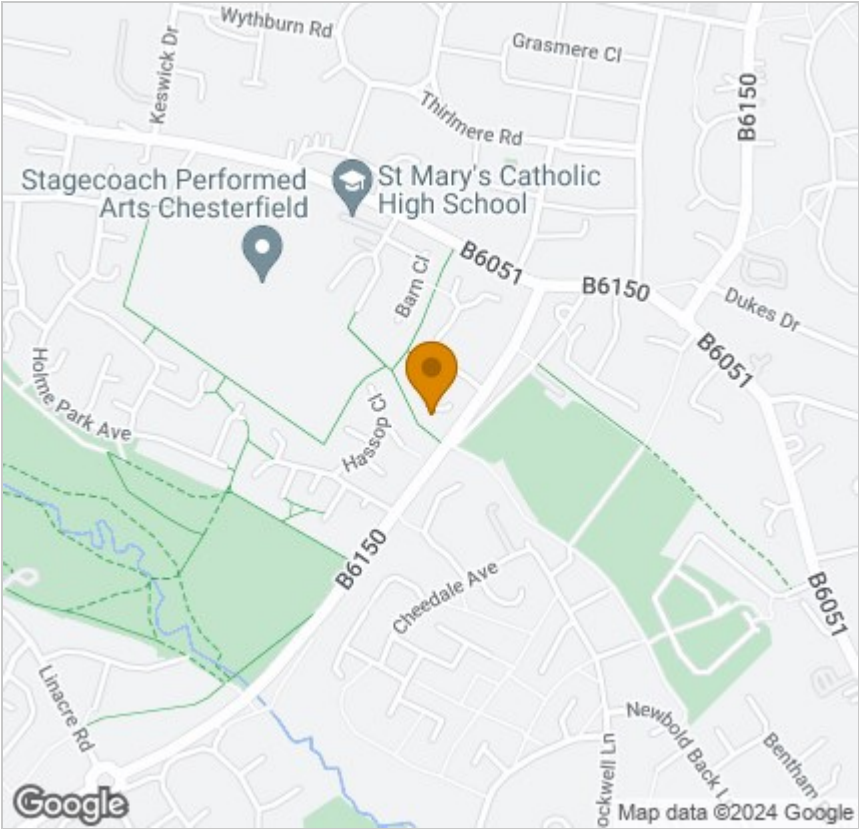 Wythburn Rd
Keswick Dr
Grasmere Cl
B6150
Thirlmere Rd
Stagecoach Performed
Arts Chesterfield
St Mary's Catholic
High School
B6051
Barn Cl
B6150
Dukes Dr
B6051
Holme Park Ave
Hassop Cl
B6150
Cheedale Ave
B6051
Linacre Rd
Newbold Back L
Bentham
ockwell Ln
Google
Map data ©2024 Google